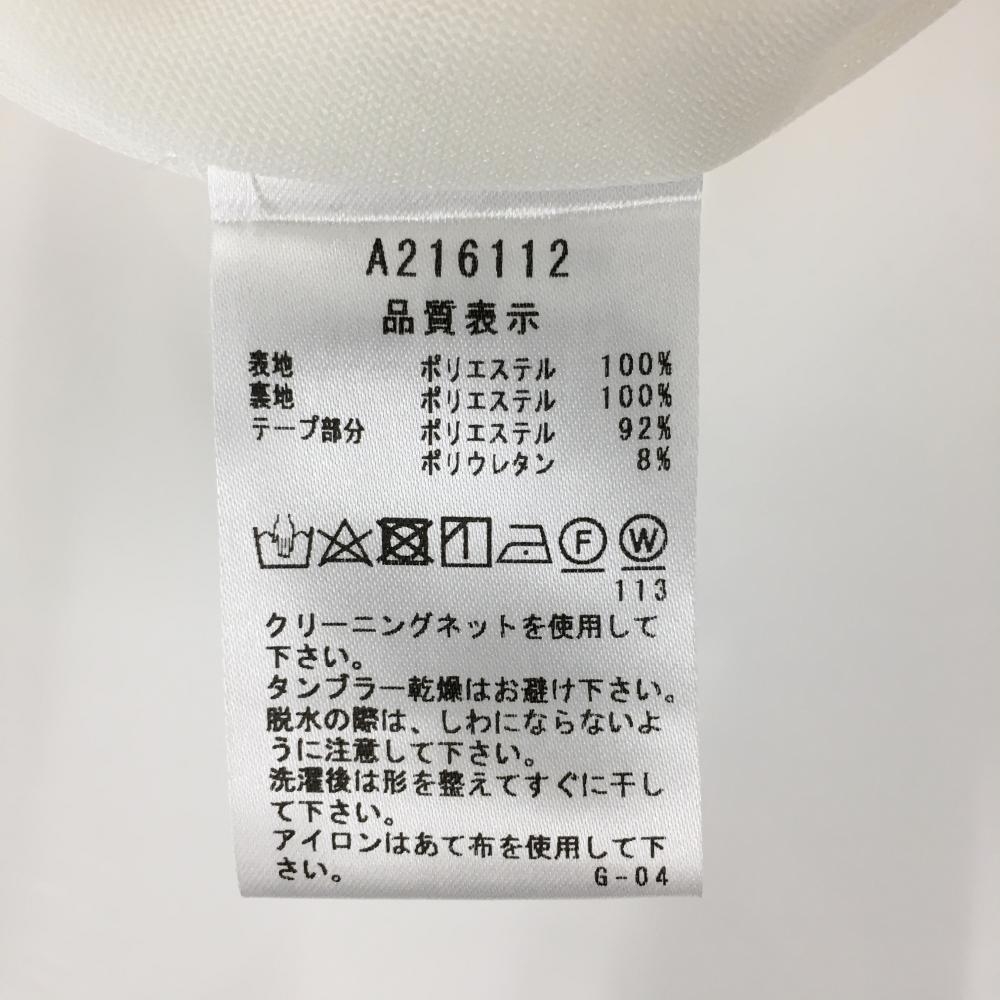 A216112
品質表示
表地 ポリエステル 100%
裏地 ポリエステル 100%
テープ部分 ポリエステル 92%
ポリウレタン 8%
F W
113
クリーニングネットを使用して
下さい。
タンブラー乾燥はお避け下さい。
脱水の際は、しわにならないよ
うに注意して下さい。
洗濯後は形を整えてすぐに干し
て下さい。
アイロンはあて布を使用して下
さい。
G-04